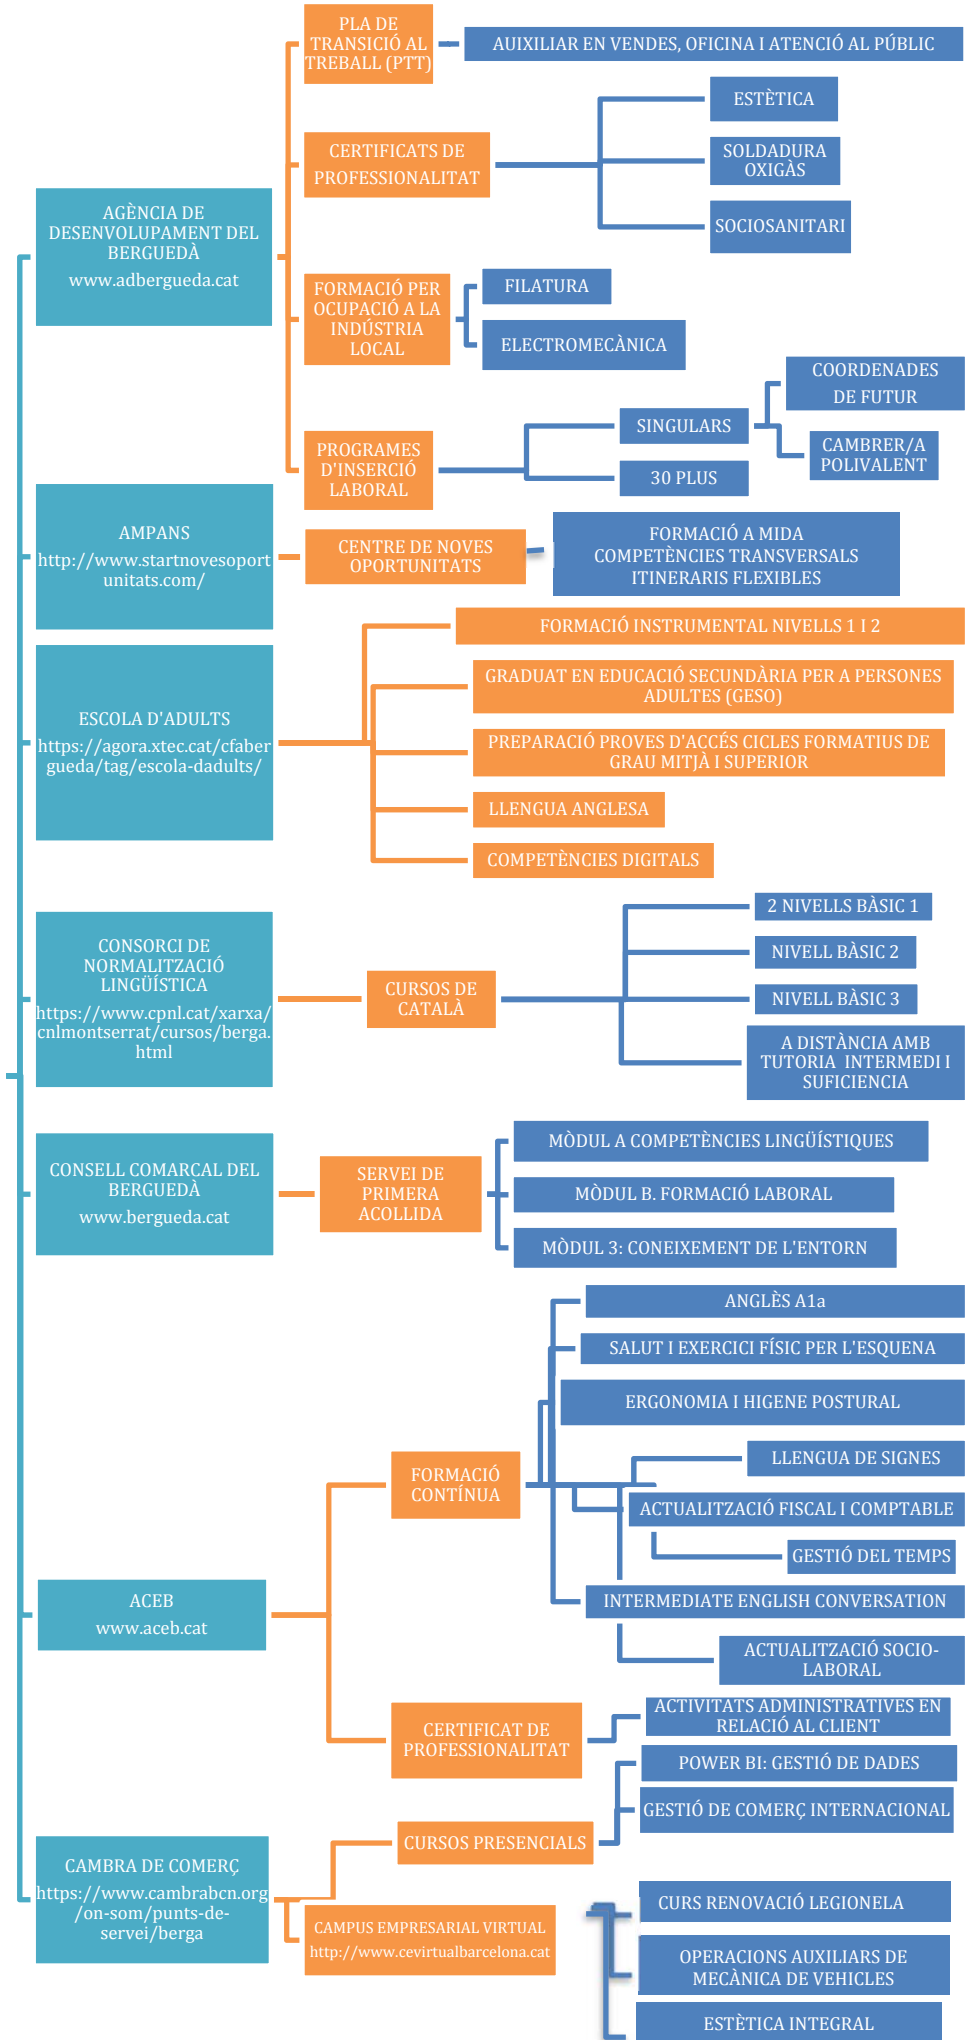 PLA DE
TRANSICIÓ AL
TREBALL (PTT)
AUIXILIAR EN VENDES, OFICINA I ATENCIÓ AL PÚBLIC
ESTÈTICA
CERTIFICATS DE
PROFESSIONALITAT
SOLDADURA
OXIGÀS
SOCIOSANITARI
AGÈNCIA DE
DESENVOLUPAMENT DEL
BERGUEDÀ
www.adbergueda.cat
FORMACIÓ PER
OCUPACIÓ A LA
INDÚSTRIA
LOCAL
FILATURA
ELECTROMECÀNICA
PROGRAMES
D'INSERCIÓ
LABORAL
SINGULARS
COORDENADES
DE FUTUR
CAMBRER/A
POLIVALENT
30 PLUS
AMPANS
http://www.startnovesoport
unitats.com/
CENTRE DE NOVES
OPORTUNITATS
FORMACIÓ A MIDA
COMPETÈNCIES TRANSVERSALS
ITINERARIS FLEXIBLES
ESCOLA D'ADULTS
https://agora.xtec.cat/cfaber
gueda/tag/escola-dadults/
FORMACIÓ INSTRUMENTAL NIVELLS 1 I 2
GRADUAT EN EDUCACIÓ SECUNDÀRIA PER A PERSONES
ADULTES (GESO)
PREPARACIÓ PROVES D'ACCÉS CICLES FORMATIUS DE
GRAU MITJÀ I SUPERIOR
LLENGUA ANGLESA
COMPETÈNCIES DIGITALS
CONSORCI DE
NORMALITZACIÓ
LINGÜÍSTICA
https://www.cpnl.cat/xarxa/
cnlmontserrat/cursos/berga.
html
CURSOS DE
CATALÀ
2 NIVELLS BÀSIC 1
NIVELL BÀSIC 2
NIVELL BÀSIC 3
A DISTÀNCIA AMB
TUTORIA INTERMEDI I
SUFICIENCIA
CONSELL COMARCAL DEL
BERGUEDÀ
www.bergueda.cat
SERVEI DE
PRIMERA
ACOLLIDA
MÒDUL A COMPETÈNCIES LINGÜÍSTIQUES
MÒDUL B. FORMACIÓ LABORAL
MÒDUL 3: CONEIXEMENT DE L'ENTORN
ACEB
www.aceb.cat
FORMACIÓ
CONTÍNUA
ANGLÈS A1a
SALUT I EXERCICI FÍSIC PER L'ESQUENA
ERGONOMIA I HIGENE POSTURAL
LLENGUA DE SIGNES
ACTUALITZACIÓ FISCAL I COMPTABLE
GESTIÓ DEL TEMPS
INTERMEDIATE ENGLISH CONVERSATION
ACTUALITZACIÓ SOCIO-
LABORAL
CERTIFICAT DE
PROFESSIONALITAT
ACTIVITATS ADMINISTRATIVES EN
RELACIÓ AL CLIENT
CAMBRA DE COMERÇ
https://www.cambrabcn.org
/on-som/punts-de-
servei/berga
CURSOS PRESENCIALS
POWER BI: GESTIÓ DE DADES
GESTIÓ DE COMERÇ INTERNACIONAL
CAMPUS EMPRESARIAL VIRTUAL
http://www.cevirtualbarcelona.cat
CURS RENOVACIÓ LEGIONELA
OPERACIONS AUXILIARS DE
MECÀNICA DE VEHICLES
ESTÈTICA INTEGRAL